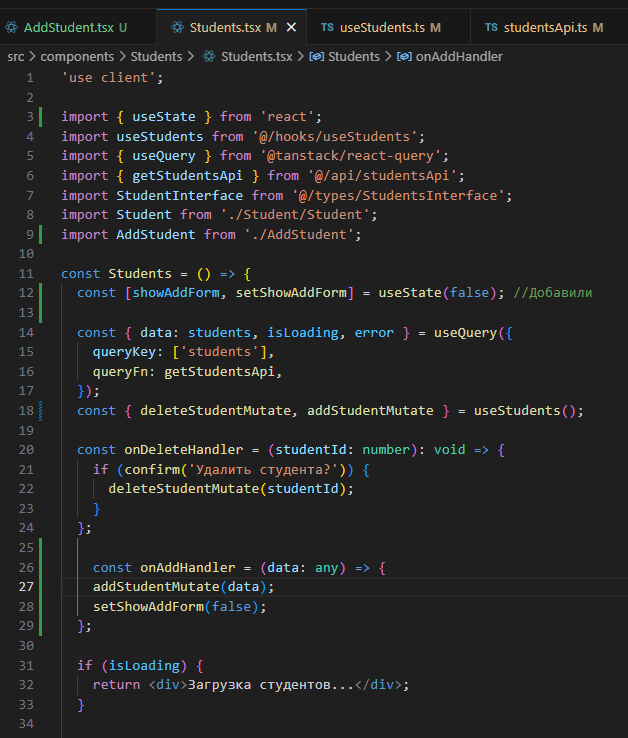 AddStudent.tsx U
Students.tsx M
TS useStudents.ts M
TS studentsApi.ts M
src > components > Students > Students.tsx > Students > onAddHandler
1 'use client';
2
3 import { useState } from 'react';
4 import useStudents from '@/hooks/useStudents';
5 import { useQuery } from '@tanstack/react-query';
6 import { getStudentsApi } from '@/api/studentsApi';
7 import StudentInterface from '@/types/StudentsInterface';
8 import Student from './Student/Student';
9 import AddStudent from './AddStudent';
10
11 const Students = () => {
12 const [showAddForm, setShowAddForm] = useState(false); //Добавили
13
14 const { data: students, isLoading, error } = useQuery({
15 queryKey: ['students'],
16 queryFn: getStudentsApi,
17 });
18 const { deleteStudentMutate, addStudentMutate } = useStudents();
19
20 const onDeleteHandler = (studentId: number): void => {
21 if (confirm('Удалить студента?')) {
22 deleteStudentMutate(studentId);
23 }
24 };
25
26 const onAddHandler = (data: any) => {
27 addStudentMutate(data);
28 setShowAddForm(false);
29 };
30
31 if (isLoading) {
32 return <div>Загрузка студентов...</div>;
33 }
34